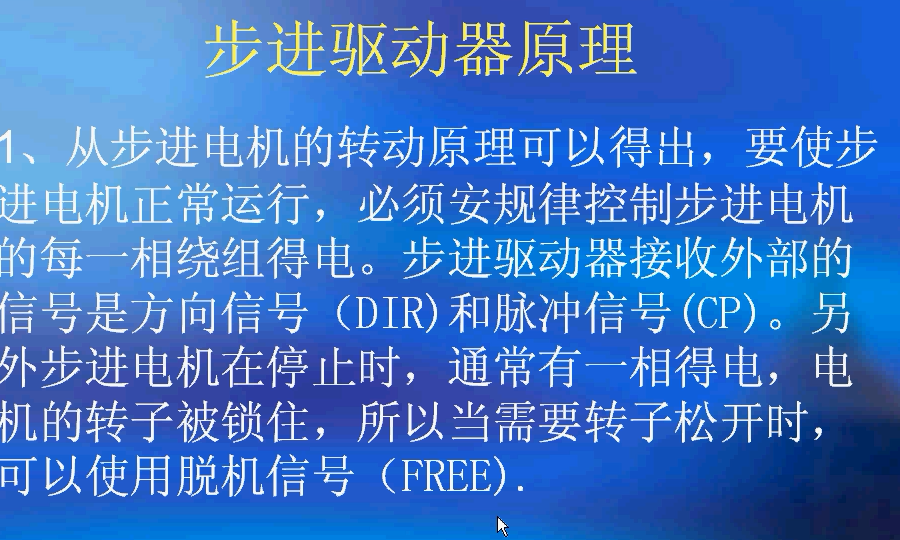 步进驱动器原理
1、从步进电机的转动原理可以得出，要使步
进电机正常运行，必须安规律控制步进电机
的每一相绕组得电。步进驱动器接收外部的
信号是方向信号（DIR)和脉冲信号(CP)。另
外步进电机在停止时，通常有一相得电，电
机的转子被锁住，所以当需要转子松开时，
可以使用脱机信号（FREE).